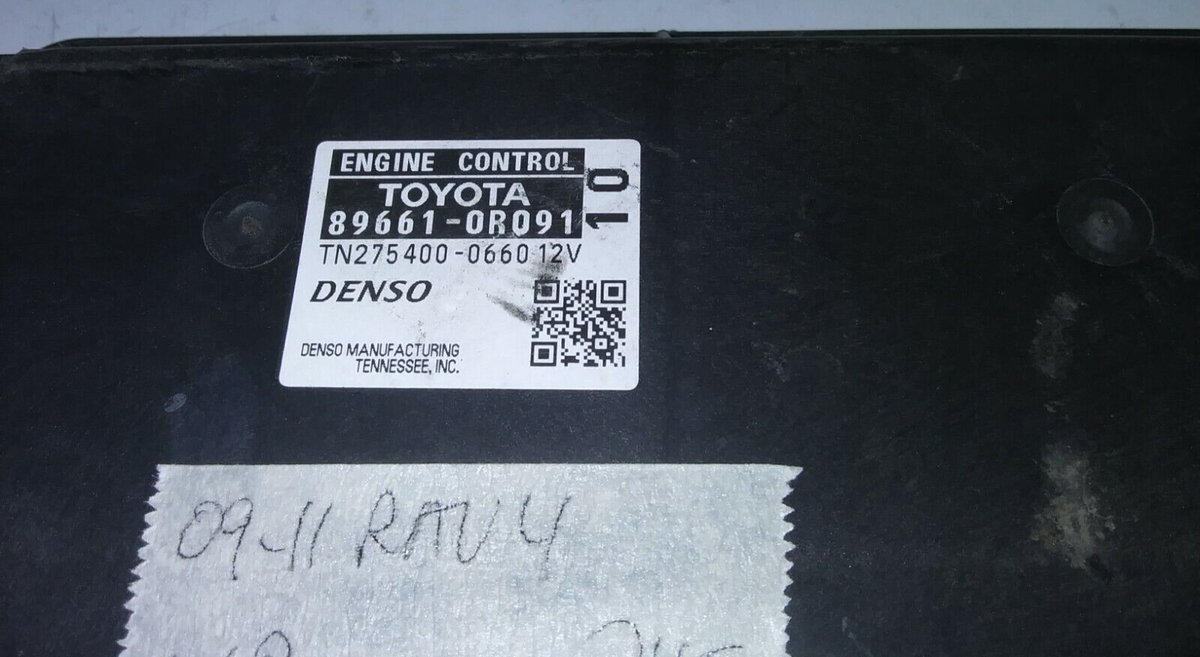 ENGINE CONTROL
TOYOTA
89661-0R091
10
TN275400-0660 12V
DENSO
DENSO MANUFACTURING
TENNESSEE, INC.
09-11 RAV4